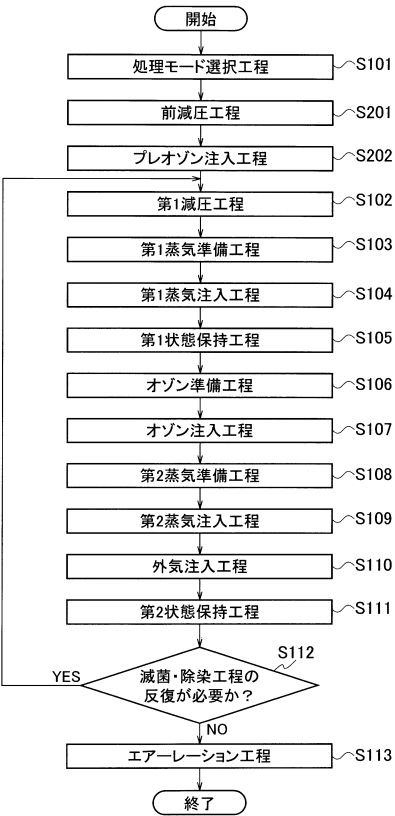 開始
処理モード選択工程 S101
前減圧工程 S201
プレオゾン注入工程 S202
第1減圧工程 S102
第1蒸気準備工程 S103
第1蒸気注入工程 S104
第1状態保持工程 S105
オゾン準備工程 S106
オゾン注入工程 S107
第2蒸気準備工程 S108
第2蒸気注入工程 S109
外気注入工程 S110
第2状態保持工程 S111
S112
滅菌・除染工程の
反復が必要か？
YES
NO
エアーレーション工程 S113
終了